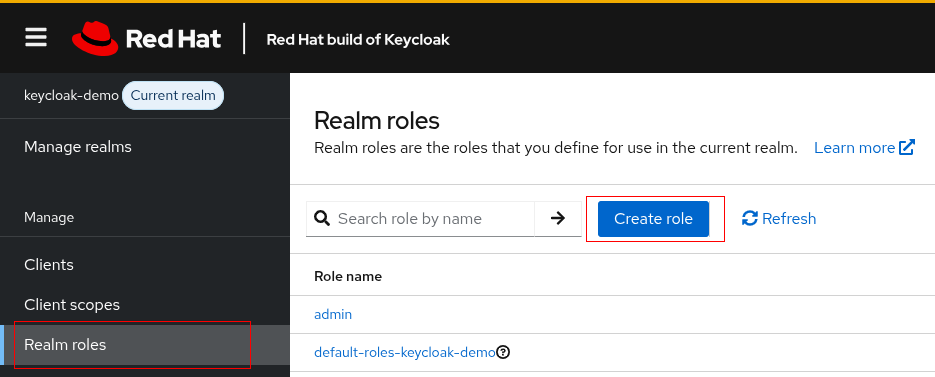 Red Hat
Red Hat build of Keycloak
keycloak-demo Current realm
Manage realms
Manage
Clients
Client scopes
Realm roles
Realm roles
Realm roles are the roles that you define for use in the current realm. Learn more
Search role by name
Create role
Refresh
Role name
admin
default-roles-keycloak-demo